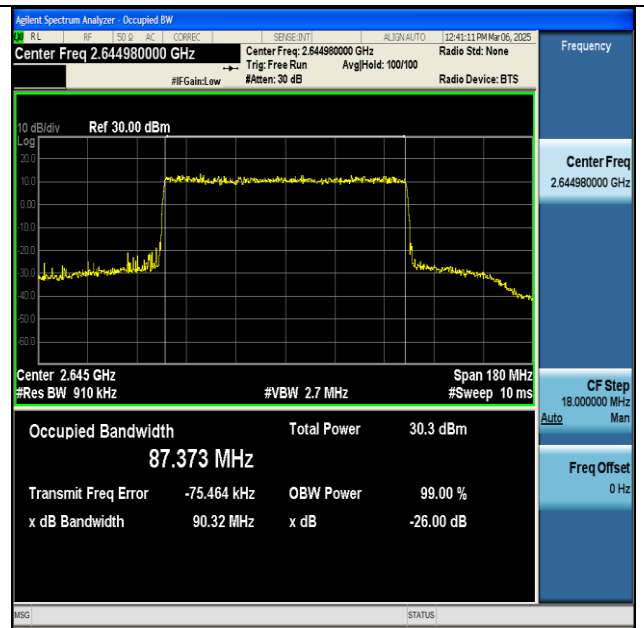 Agilent Spectrum Analyzer - Occupied BW
LXI RL RF 50 Ω AC CORREC SENSE:INT ALIGNAUTO 12:41:11 PM Mar 06, 2025
Center Freq 2.644980000 GHz
Center Freq: 2.644980000 GHz
Radio Std: None
Trig: Free Run Avg|Hold: 100/100
#IFGain:Low #Atten: 30 dB Radio Device: BTS
Frequency
10 dB/div Ref 30.00 dBm
Log
20.0
10.0
0.00
-10.0
-20.0
-30.0
-40.0
-50.0
-60.0
Center 2.645 GHz Span 180 MHz
#Res BW 910 kHz #VBW 2.7 MHz #Sweep 10 ms
Occupied Bandwidth Total Power 30.3 dBm
87.373 MHz
Transmit Freq Error -75.464 kHz OBW Power 99.00 %
x dB Bandwidth 90.32 MHz x dB -26.00 dB
Center Freq
2.644980000 GHz
CF Step
18.000000 MHz
Auto Man
Freq Offset
0 Hz
MSG STATUS